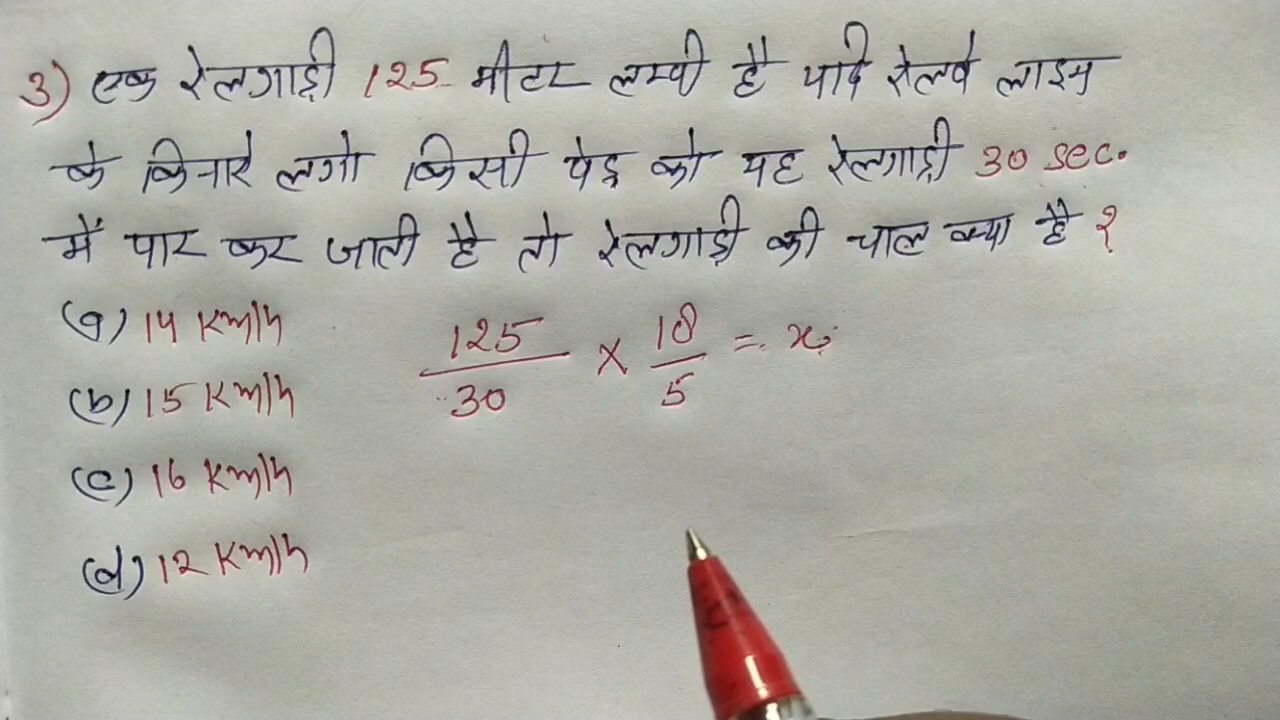 3) एक रेलगाड़ी 125 मीटर लम्बी है यदि रेलवे लाइन
के किनारे लगो किसी पेड़ को यह रेलगाड़ी 30 sec.
में पार कर जाती है तो रेलगाड़ी की चाल क्या है ?
(a) 14 Km/h
125/30 × 18/5 = x
(b) 15 Km/h
(c) 16 Km/h
(d) 12 Km/h